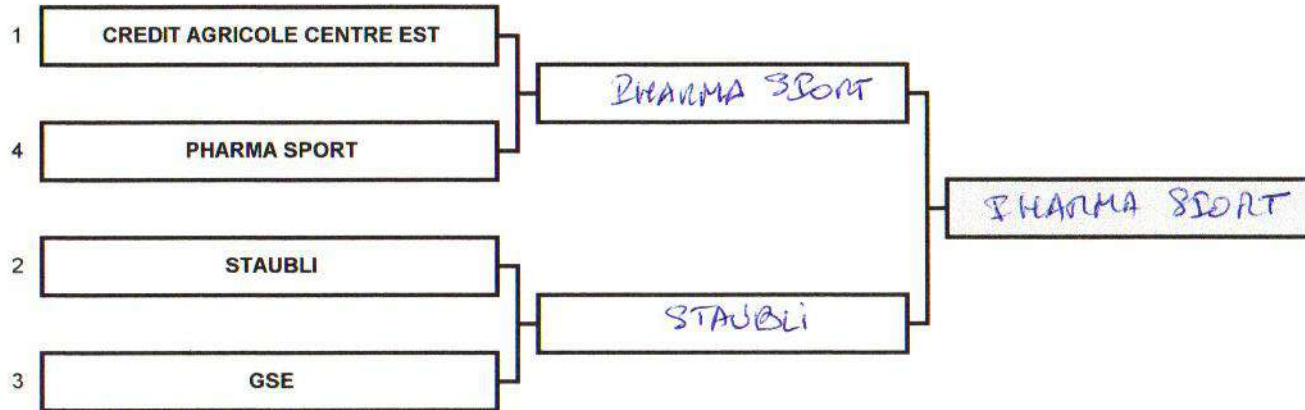 1 CREDIT AGRICOLE CENTRE EST
PHARMA SPORT
4 PHARMA SPORT
PHARMA SPORT
2 STAUBLI
STAUBLI
3 GSE